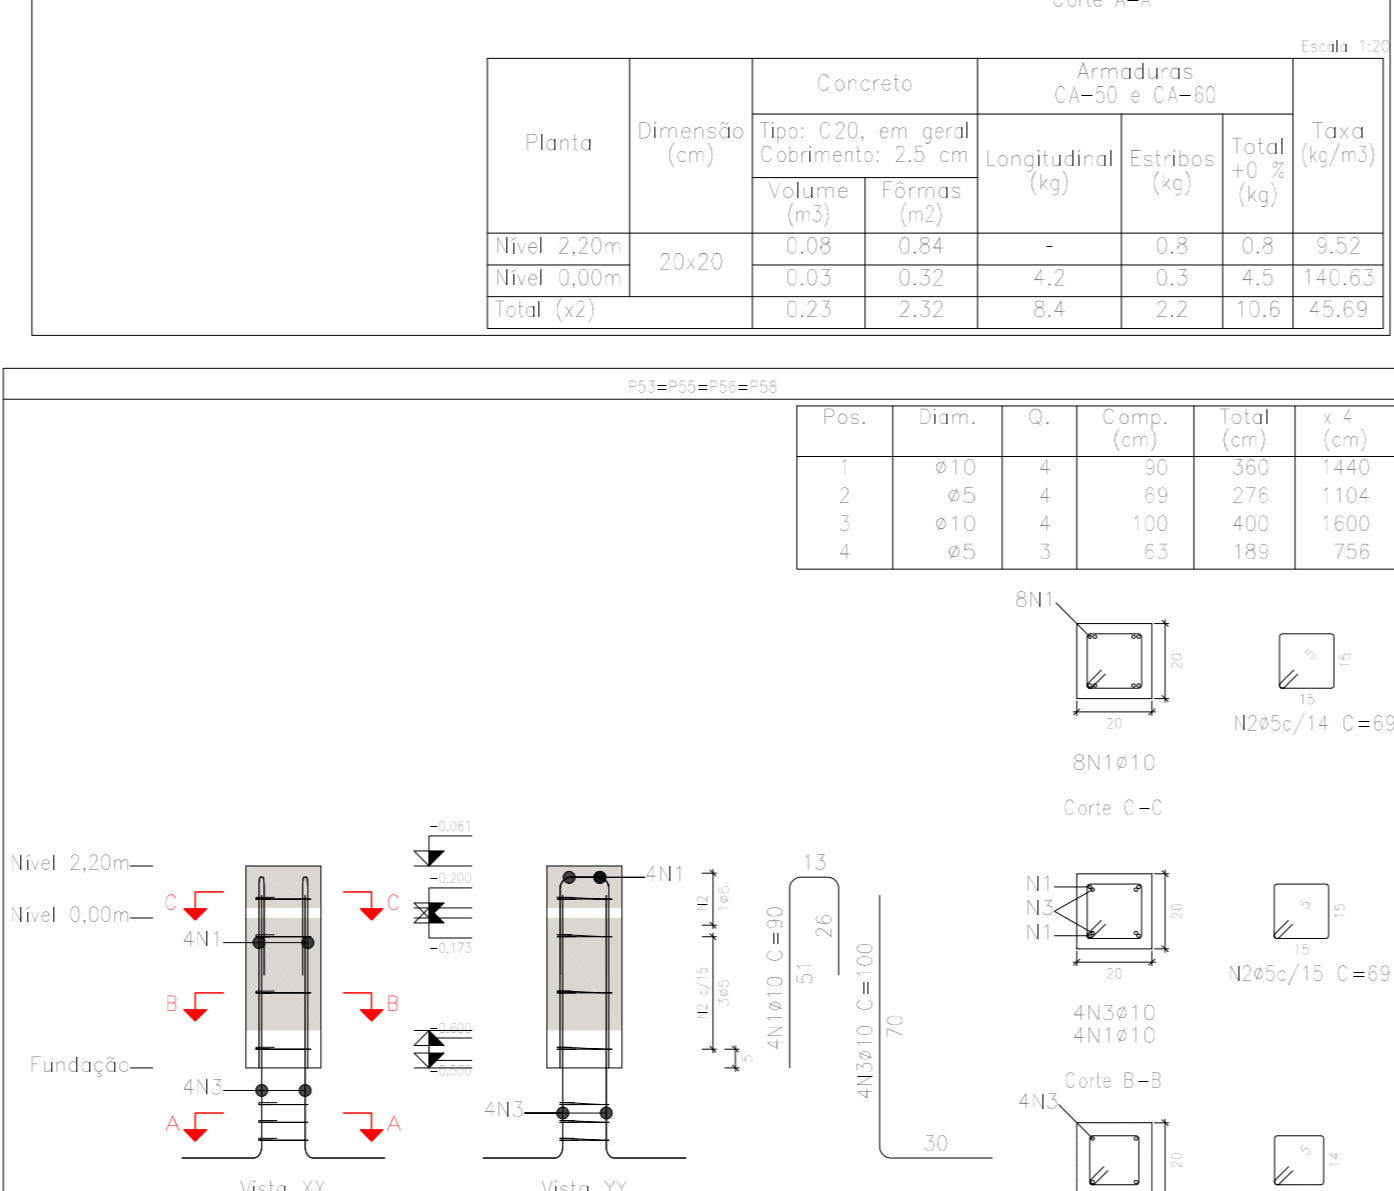 Corte A-A
Escala 1:20
Planta
Dimensão
(cm)
Concreto
Armaduras
CA-50 e CA-60
Taxa
(kg/m3)
Tipo: C20, em geral
Cobrimento: 2.5 cm
Longitudinal
(kg)
Estribos
(kg)
Total
+0 %
(kg)
Volume
(m3)
Fôrmas
(m2)
Nível 2,20m 20x20 0.08 0.84 - 0.8 0.8 9.52
Nível 0,00m 0.03 0.32 4.2 0.3 4.5 140.63
Total (x2) 0.23 2.32 8.4 2.2 10.6 45.69
P53=P55=P56=P58
Pos. Diam. Q. Comp. (cm) Total (cm) x 4 (cm)
1 ø10 4 90 360 1440
2 ø5 4 69 276 1104
3 ø10 4 100 400 1600
4 ø5 3 63 189 756
8N1
20
20
8N1ø10
Corte C-C
5
15
15
N2ø5c/14 C=69
Nível 2,20m
Nível 0,00m
Fundação
C C
4N1
B B
4N3
A A
Vista XX
-0.061
-0.200
-0.173
-0.600
-0.500
4N1
4N3
Vista YY
N2
1ø5
N2 c/15
3ø5
5
13
26
51
4N1ø10 C=90
4N3ø10 C=100
70
30
N1
N3
N1
20
20
4N3ø10
4N1ø10
Corte B-B
5
15
15
N2ø5c/15 C=69
4N3
20
5
14